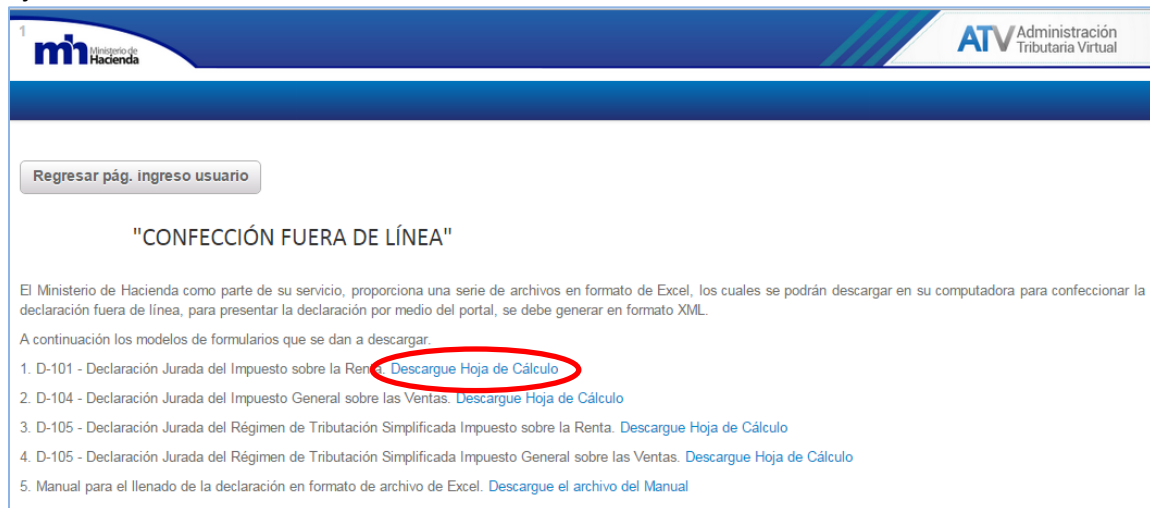 1
mh Ministerio de
Hacienda
ATV Administración
Tributaria Virtual
Regresar pág. ingreso usuario
"CONFECCIÓN FUERA DE LÍNEA"
El Ministerio de Hacienda como parte de su servicio, proporciona una serie de archivos en formato de Excel, los cuales se podrán descargar en su computadora para confeccionar la
declaración fuera de línea, para presentar la declaración por medio del portal, se debe generar en formato XML.
A continuación los modelos de formularios que se dan a descargar.
1. D-101 - Declaración Jurada del Impuesto sobre la Renta. Descargue Hoja de Cálculo
2. D-104 - Declaración Jurada del Impuesto General sobre las Ventas. Descargue Hoja de Cálculo
3. D-105 - Declaración Jurada del Régimen de Tributación Simplificada Impuesto sobre la Renta. Descargue Hoja de Cálculo
4. D-105 - Declaración Jurada del Régimen de Tributación Simplificada Impuesto General sobre las Ventas. Descargue Hoja de Cálculo
5. Manual para el llenado de la declaración en formato de archivo de Excel. Descargue el archivo del Manual